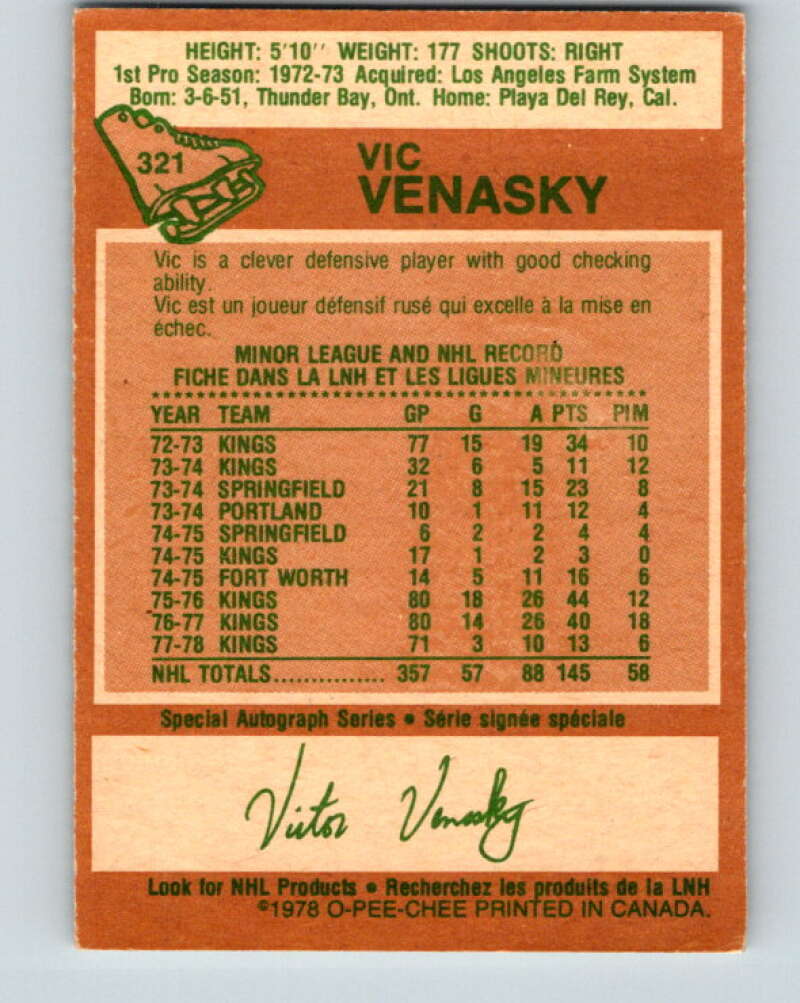 HEIGHT: 5'10'' WEIGHT: 177 SHOOTS: RIGHT
1st Pro Season: 1972-73 Acquired: Los Angeles Farm System
Born: 3-6-51, Thunder Bay, Ont. Home: Playa Del Rey, Cal.
321
VIC
VENASKY
Vic is a clever defensive player with good checking
ability.
Vic est un joueur défensif rusé qui excelle à la mise en
échec.
MINOR LEAGUE AND NHL RECORD
FICHE DANS LA LNH ET LES LIGUES MINEURES
YEAR TEAM GP G A PTS PIM
72-73 KINGS 77 15 19 34 10
73-74 KINGS 32 6 5 11 12
73-74 SPRINGFIELD 21 8 15 23 8
73-74 PORTLAND 10 1 11 12 4
74-75 SPRINGFIELD 6 2 2 4 4
74-75 KINGS 17 1 2 3 0
74-75 FORT WORTH 14 5 11 16 6
75-76 KINGS 80 18 26 44 12
76-77 KINGS 80 14 26 40 18
77-78 KINGS 71 3 10 13 6
NHL TOTALS............... 357 57 88 145 58
Special Autograph Series • Série signée spéciale
Victor Venasky
Look for NHL Products • Recherchez les produits de la LNH
©1978 O-PEE-CHEE PRINTED IN CANADA.